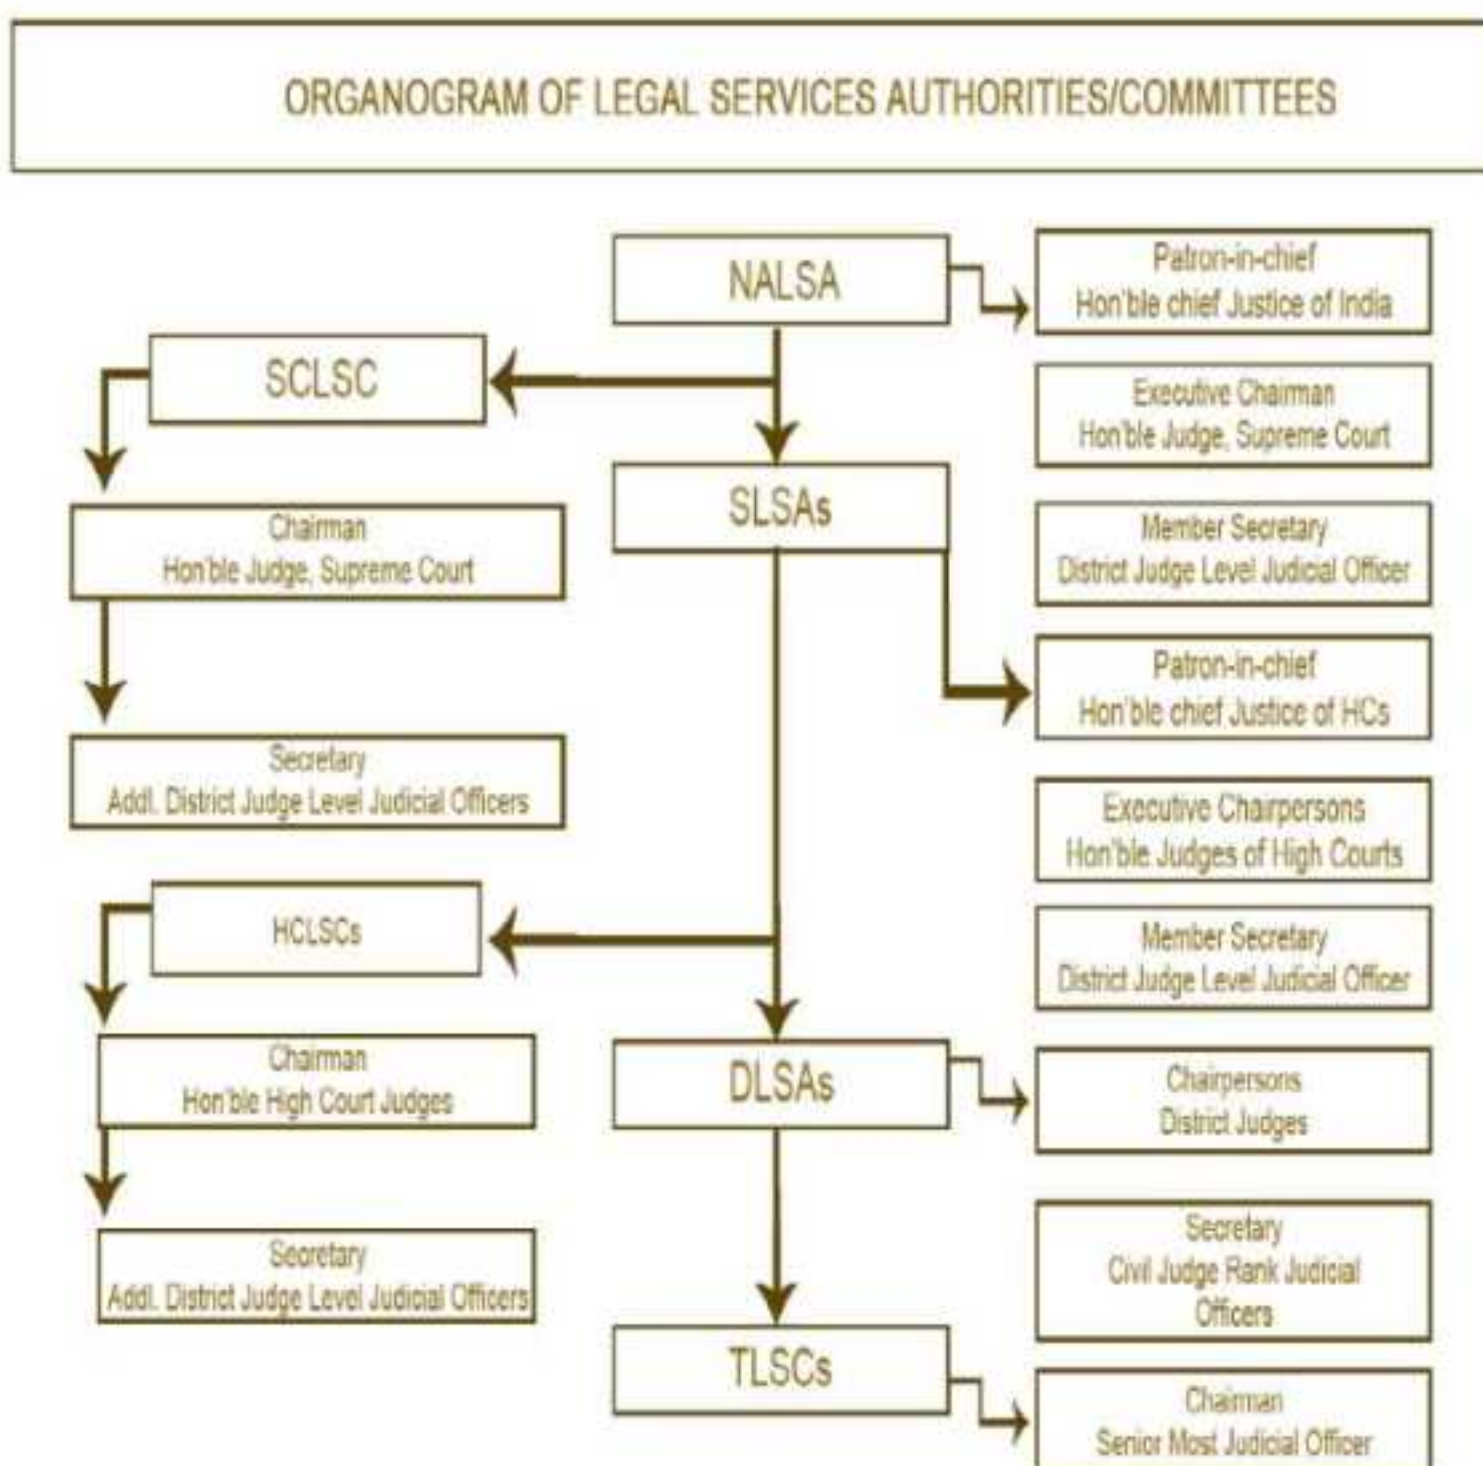 ORGANOGRAM OF LEGAL SERVICES AUTHORITIES/COMMITTEES
NALSA
Patron-in-chief
Hon'ble chief Justice of India
SCLSC
Executive Chairman
Hon'ble Judge, Supreme Court
SLSAs
Chairman
Hon'ble Judge, Supreme Court
Member Secretary
District Judge Level Judicial Officer
Patron-in-chief
Hon'ble chief Justice of HCs
Secretary
Addl. District Judge Level Judicial Officers
Executive Chairpersons
Hon'ble Judges of High Courts
HCLSCs
Member Secretary
District Judge Level Judicial Officer
Chairman
Hon'ble High Court Judges
DLSAs
Chairpersons
District Judges
Secretary
Addl. District Judge Level Judicial Officers
Secretary
Civil Judge Rank Judicial
Officers
TLSCs
Chairman
Senior Most Judicial Officer